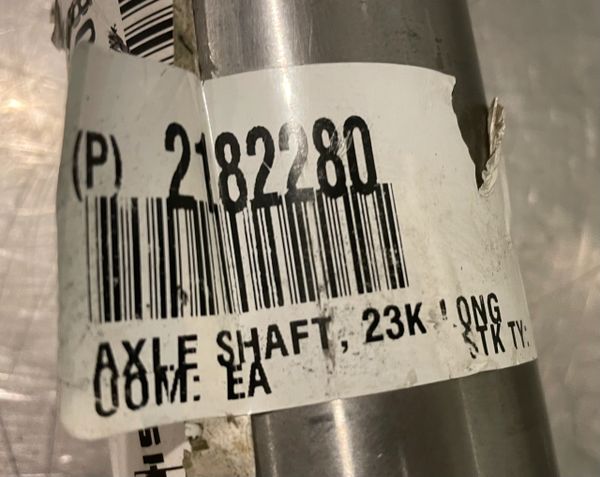 (P) 2182280
AXLE SHAFT, 23K LONG
UOM: EA STK TY: